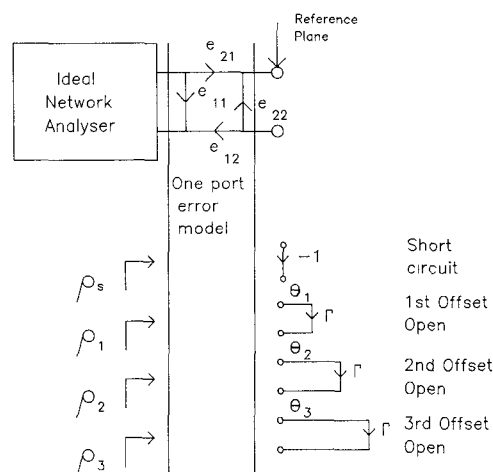 Reference
Plane
Ideal
Network
Analyser
e 21
e 11
e 22
e 12
One port
error
model
ρs
-1
Short
circuit
θ1
Γ
1st Offset
Open
ρ1
θ2
Γ
2nd Offset
Open
ρ2
θ3
Γ
3rd Offset
Open
ρ3